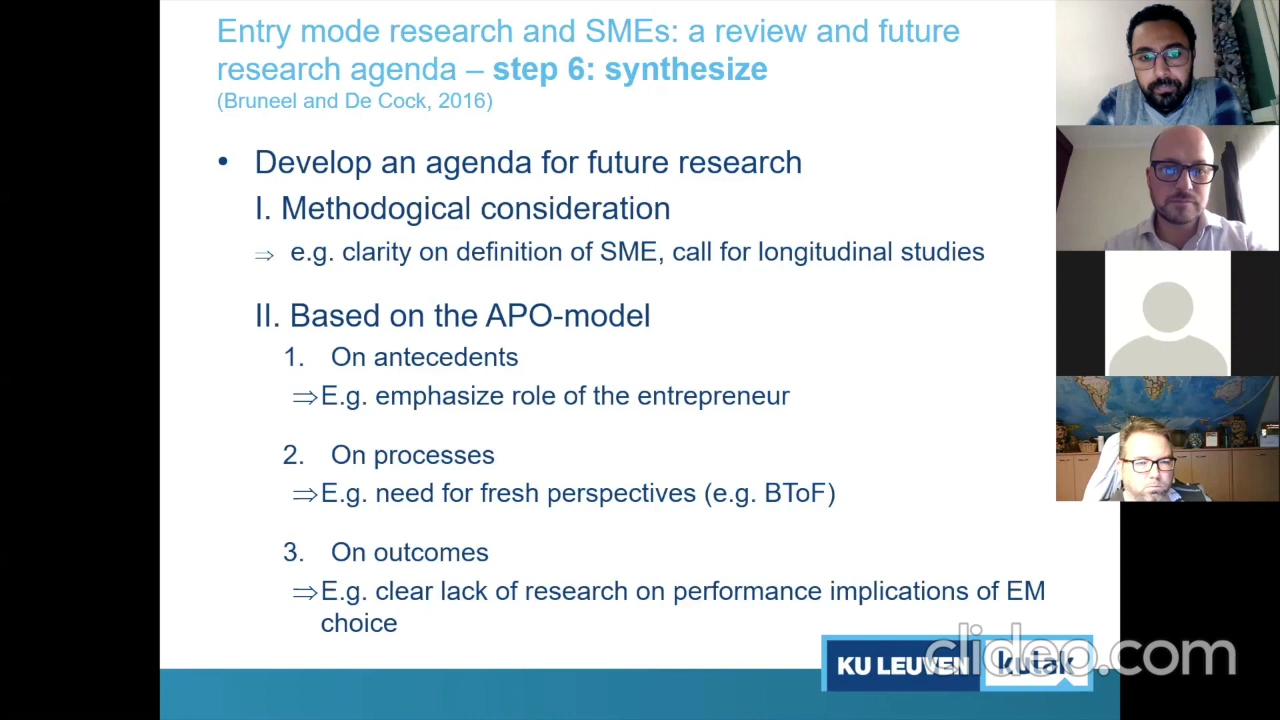 Entry mode research and SMEs: a review and future
research agenda – step 6: synthesize
(Bruneel and De Cock, 2016)
• Develop an agenda for future research
I. Methodogical consideration
⇒ e.g. clarity on definition of SME, call for longitudinal studies
II. Based on the APO-model
1. On antecedents
⇒E.g. emphasize role of the entrepreneur
2. On processes
⇒E.g. need for fresh perspectives (e.g. BToF)
3. On outcomes
⇒E.g. clear lack of research on performance implications of EM
choice
KU LEUVEN kulak
clideo.com